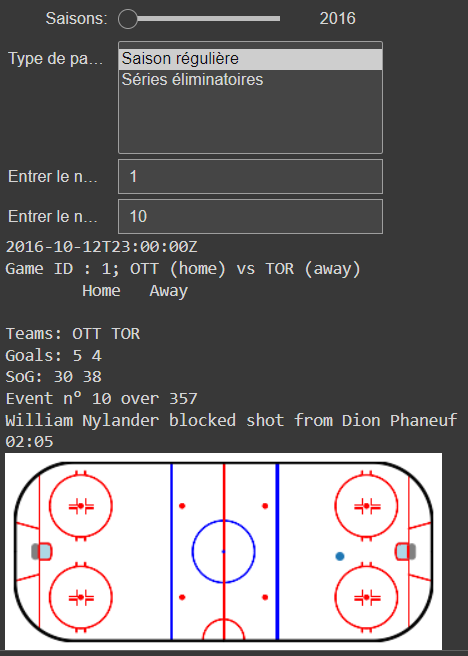 Saisons: 2016
Type de pa... Saison régulière
Séries éliminatoires
Entrer le n... 1
Entrer le n... 10
2016-10-12T23:00:00Z
Game ID : 1; OTT (home) vs TOR (away)
Home Away
Teams: OTT TOR
Goals: 5 4
SoG: 30 38
Event n° 10 over 357
William Nylander blocked shot from Dion Phaneuf
02:05